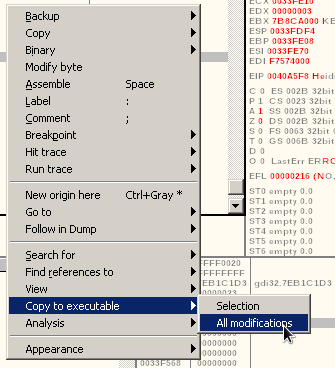 Backup
Copy
Binary
Modify byte
Assemble Space
Label :
Comment ;
Breakpoint
Hit trace
Run trace
New origin here Ctrl+Gray *
Go to
Follow in Dump
Search for
Find references to
View
Copy to executable
Analysis
Appearance
Selection
All modifications
EDX 00000003
EBX 7B8CA000 KE
ESP 0033FDF4
EBP 0033FE08
ESI 0033FE70
EDI F7574000
EIP 0040A5F8 Heidi
C 0 ES 002B 32bit
P 1 CS 0023 32bit
A 1 SS 002B 32bit
Z 0 DS 002B 32bit
S 0 FS 0063 32bit
T 0 GS 006B 32bit
D 0
O 0 LastErr ERRO
EFL 00000216 (NO,
ST0 empty 0.0
ST1 empty 0.0
ST2 empty 0.0
ST3 empty 0.0
ST4 empty 0.0
ST5 empty 0.0
ST6 empty 0.0
FFFF0020
FFFFFFFF
7EB1C1D3 gdi32.7EB1C1D3
00000023
00000000
00000000
00000000
0033F568 00000000